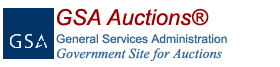 GSA
GSA Auctions®
General Services Administration
Government Site for Auctions